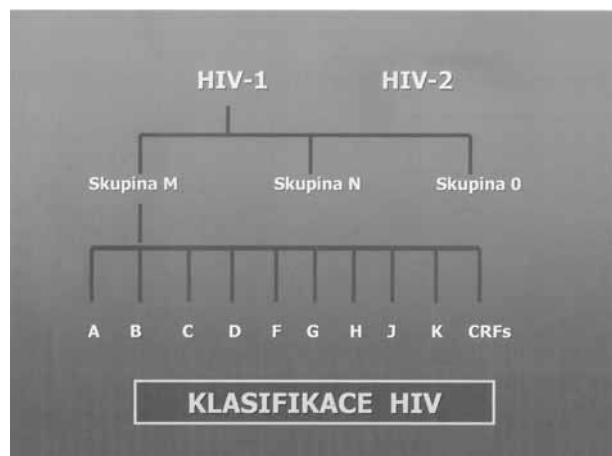 HIV-1 HIV-2
Skupina M Skupina N Skupina 0
A B C D F G H J K CRFs
KLASIFIKACE HIV